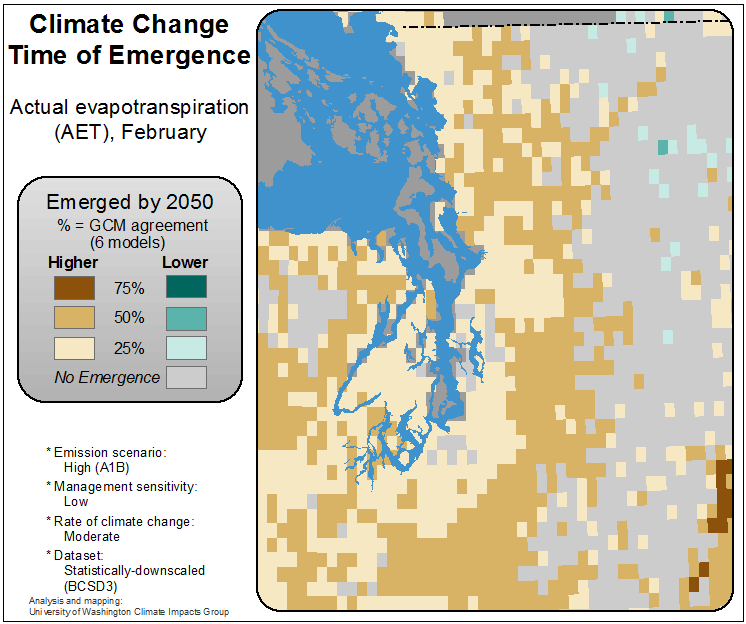 Climate Change
Time of Emergence
Actual evapotranspiration
(AET), February
Emerged by 2050
% = GCM agreement
(6 models)
Higher Lower
75%
50%
25%
No Emergence
* Emission scenario:
High (A1B)
* Management sensitivity:
Low
* Rate of climate change:
Moderate
* Dataset:
Statistically-downscaled
(BCSD3)
Analysis and mapping:
University of Washington Climate Impacts Group